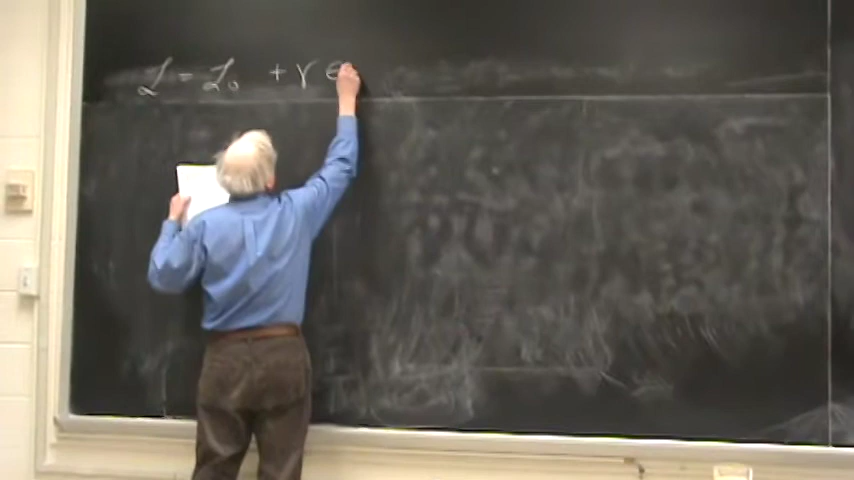 ℒ = ℒ₀ + γ e